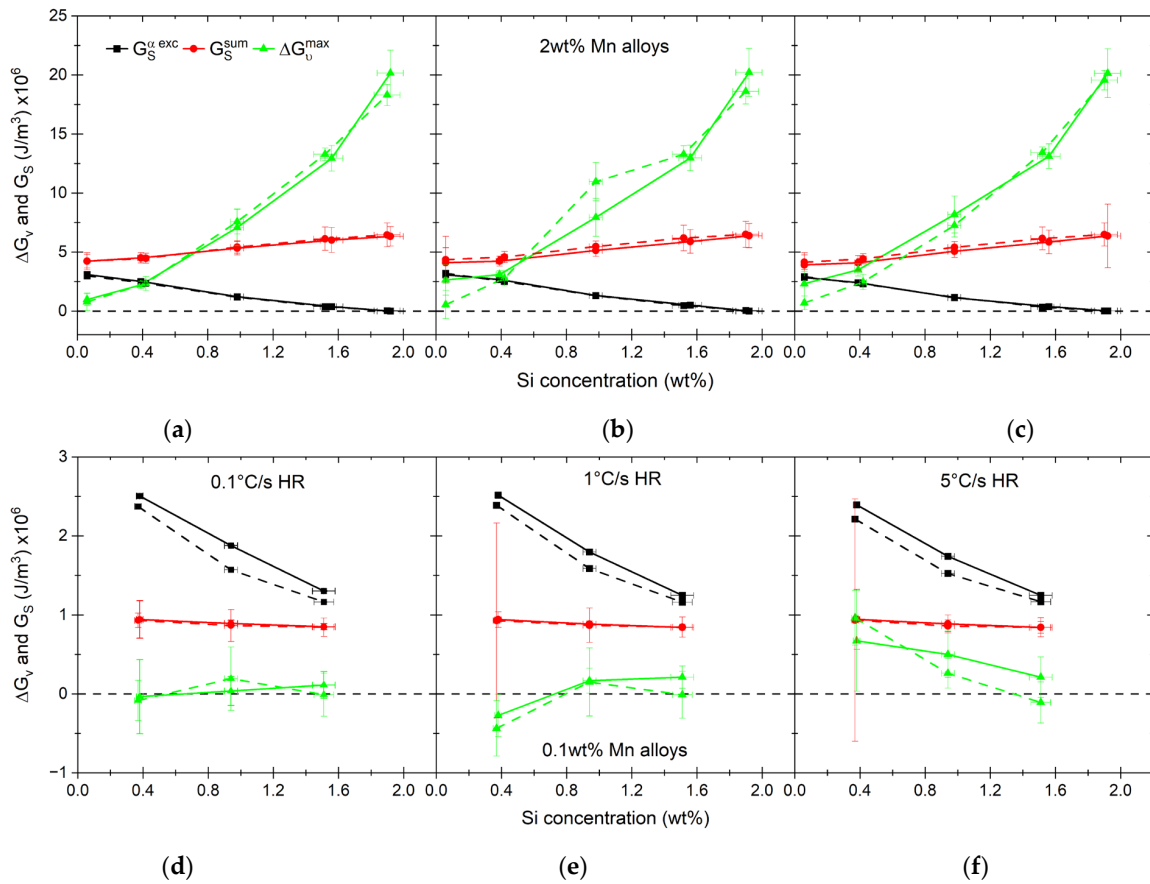 G_S^{α exc} G_S^{sum} ΔG_υ^{max}
2wt% Mn alloys
ΔG_v and G_S (J/m³) x10⁶
25
20
15
10
5
0
0.0 0.4 0.8 1.2 1.6 2.0 0.0 0.4 0.8 1.2 1.6 2.0 0.0 0.4 0.8 1.2 1.6 2.0
Si concentration (wt%)
(a) (b) (c)
0.1°C/s HR 1°C/s HR 5°C/s HR
ΔG_v and G_S (J/m³) x10⁶
3
2
1
0
−1
0.1wt% Mn alloys
0.0 0.4 0.8 1.2 1.6 2.0 0.0 0.4 0.8 1.2 1.6 2.0 0.0 0.4 0.8 1.2 1.6 2.0
Si concentration (wt%)
(d) (e) (f)